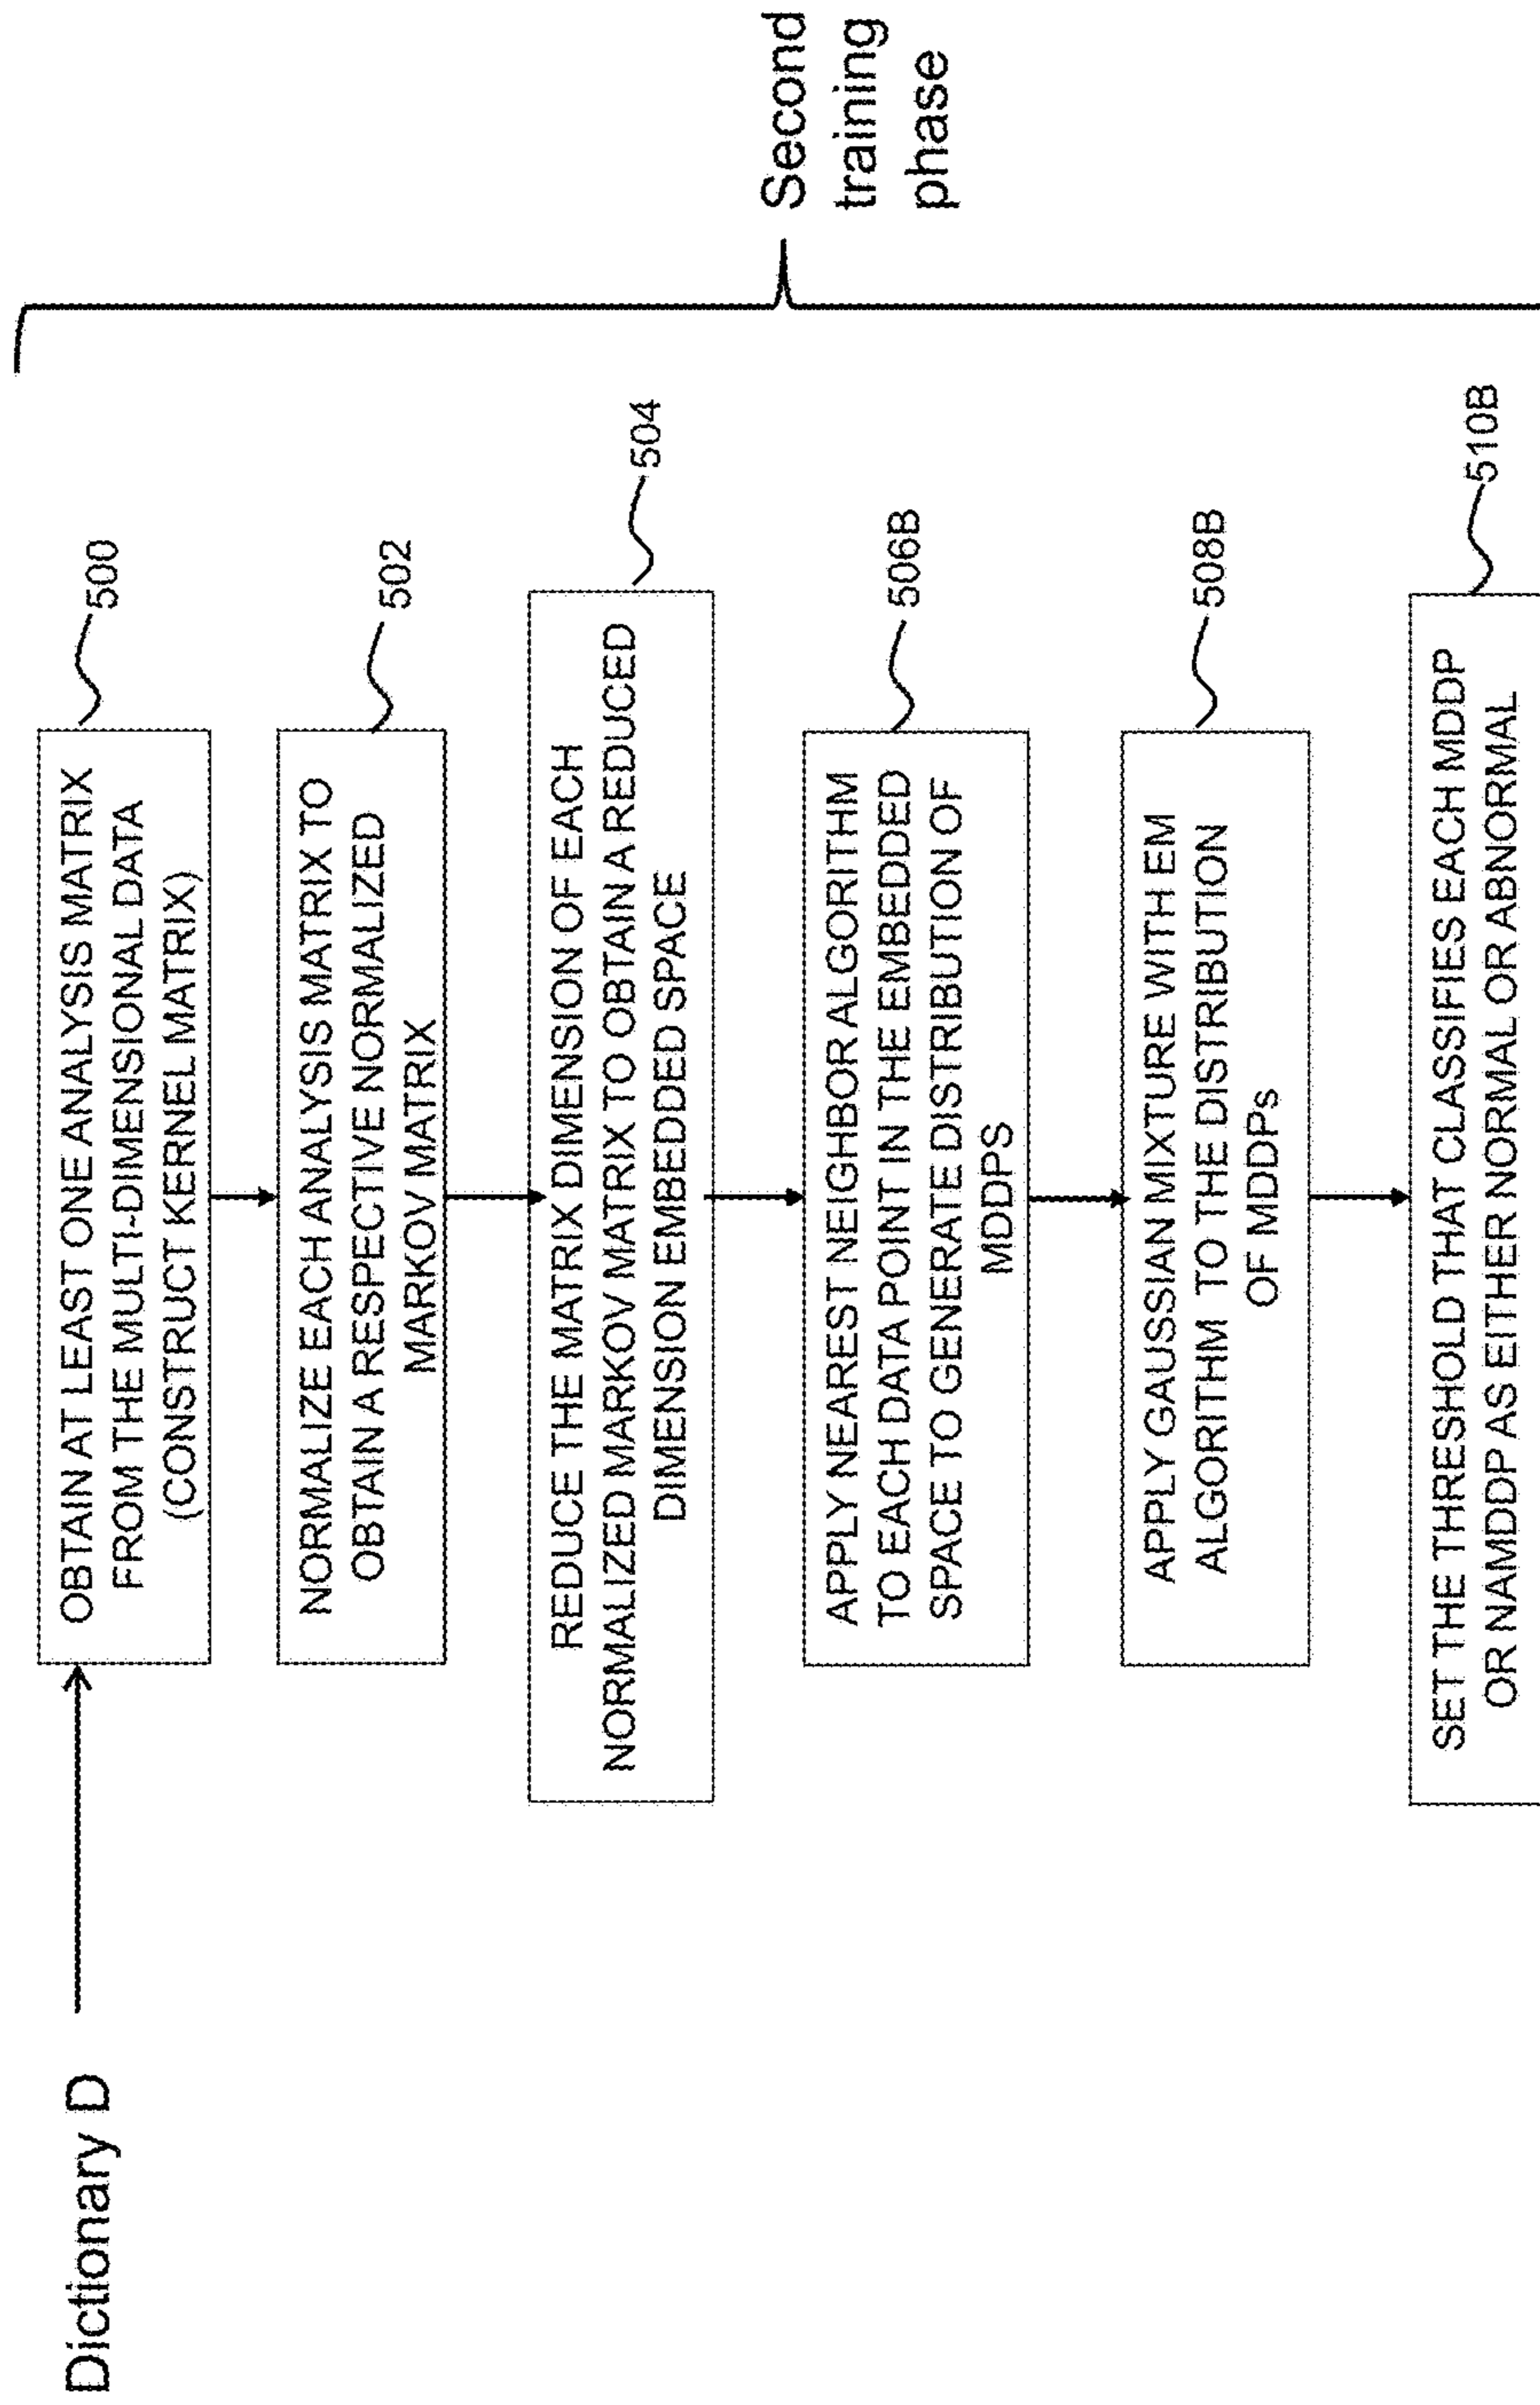 Dictionary D
OBTAIN AT LEAST ONE ANALYSIS MATRIX
FROM THE MULTI-DIMENSIONAL DATA
(CONSTRUCT KERNEL MATRIX)
500
NORMALIZE EACH ANALYSIS MATRIX TO
OBTAIN A RESPECTIVE NORMALIZED
MARKOV MATRIX
502
REDUCE THE MATRIX DIMENSION OF EACH
NORMALIZED MARKOV MATRIX TO OBTAIN A REDUCED
DIMENSION EMBEDDED SPACE
504
APPLY NEAREST NEIGHBOR ALGORITHM
TO EACH DATA POINT IN THE EMBEDDED
SPACE TO GENERATE DISTRIBUTION OF
MDDPS
506B
APPLY GAUSSIAN MIXTURE WITH EM
ALGORITHM TO THE DISTRIBUTION
OF MDDPs
508B
SET THE THRESHOLD THAT CLASSIFIES EACH MDDP
OR NAMDDP AS EITHER NORMAL OR ABNORMAL
510B
Second
training
phase